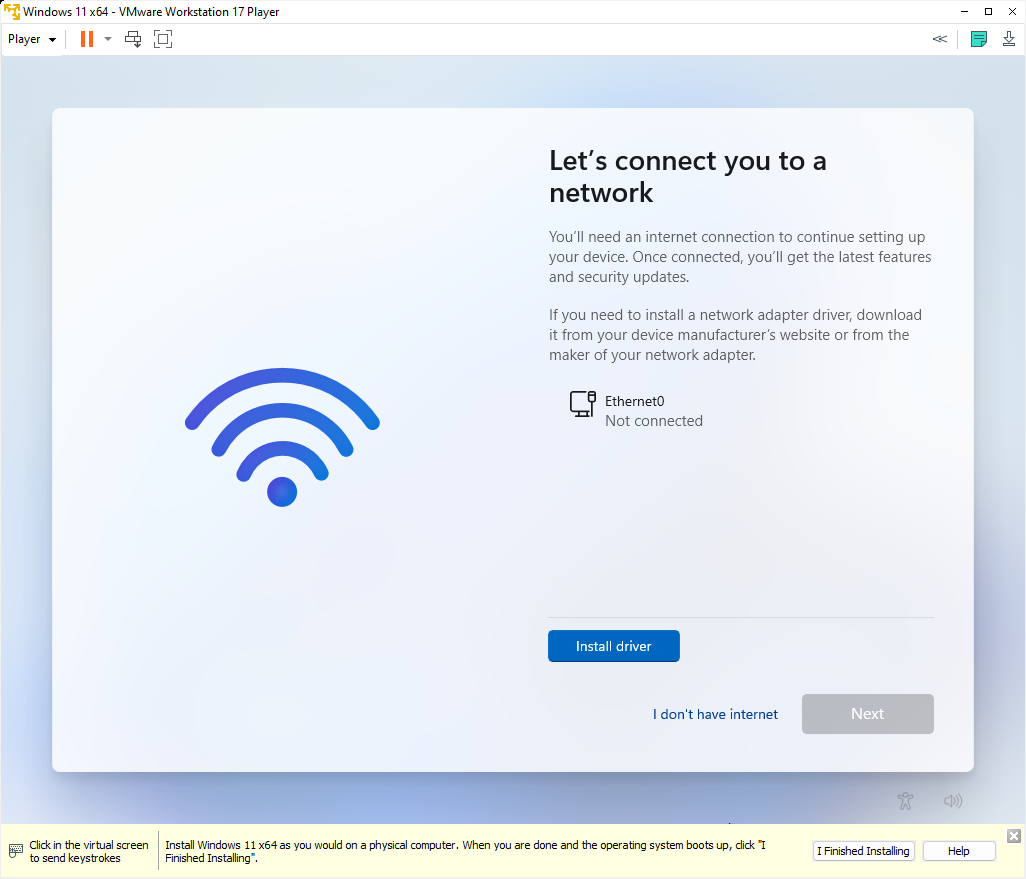 Windows 11 x64 - VMware Workstation 17 Player
Player
Let’s connect you to a
network
You’ll need an internet connection to continue setting up
your device. Once connected, you’ll get the latest features
and security updates.
If you need to install a network adapter driver, download
it from your device manufacturer’s website or from the
maker of your network adapter.
Ethernet0
Not connected
Install driver
I don't have internet
Next
Click in the virtual screen
to send keystrokes
Install Windows 11 x64 as you would on a physical computer. When you are done and the operating system boots up, click "I
Finished Installing".
I Finished Installing
Help